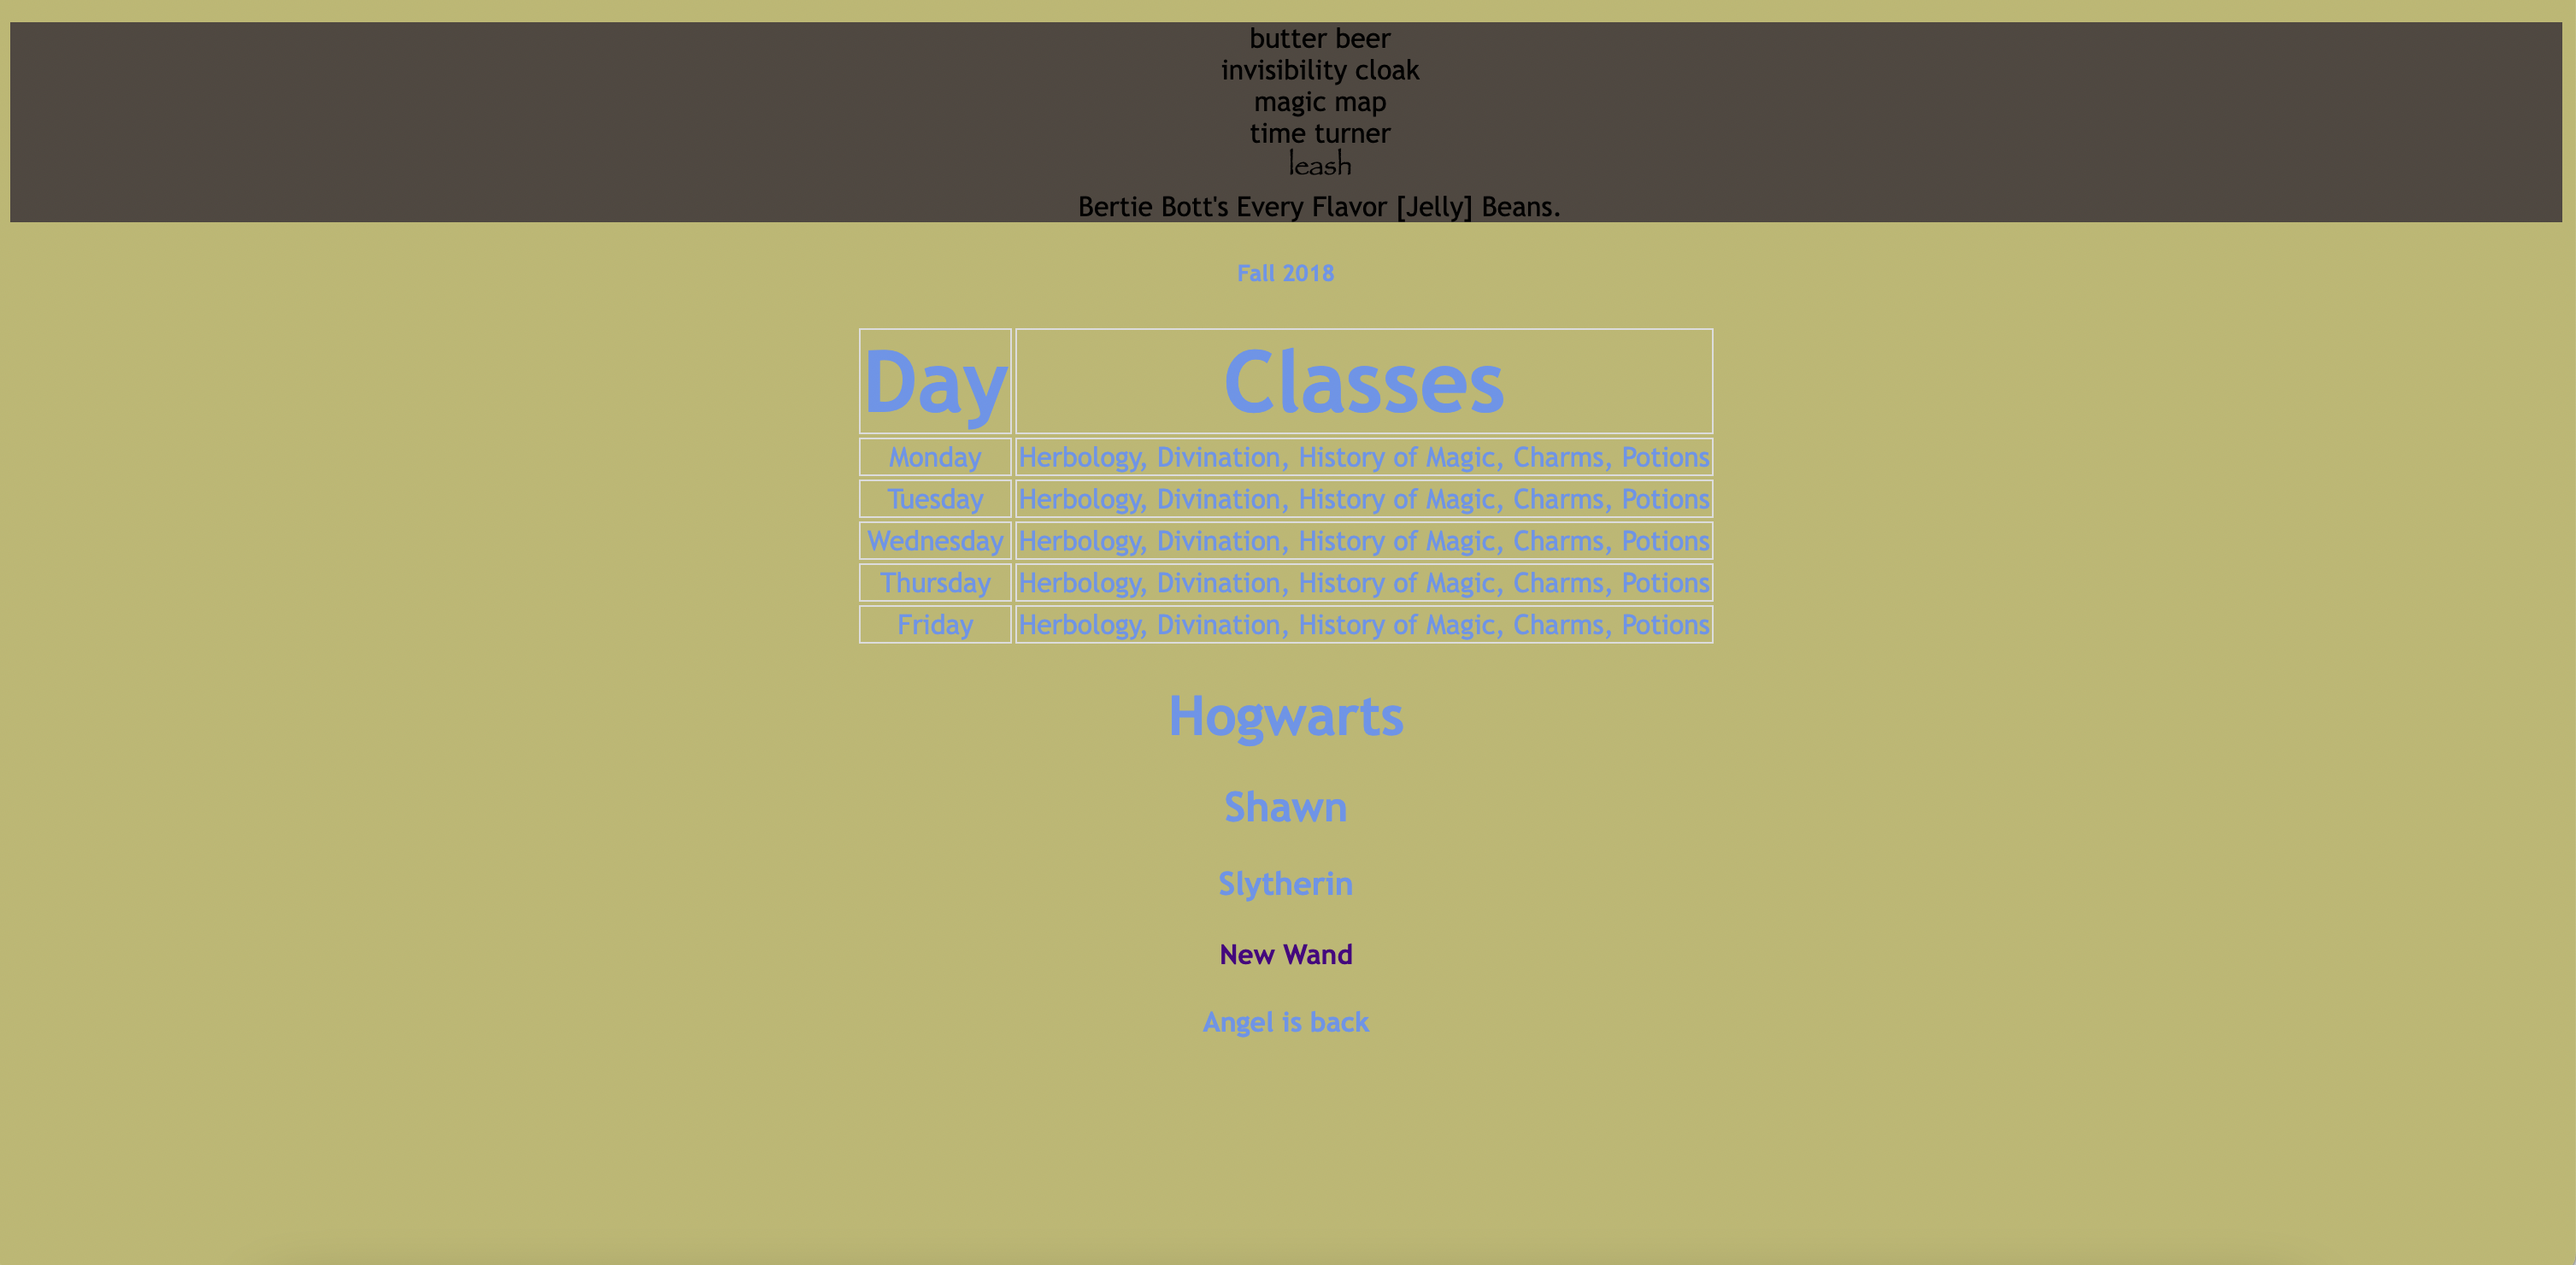 butter beer
invisibility cloak
magic map
time turner
leash
Bertie Bott's Every Flavor [Jelly] Beans.
Fall 2018
Day Classes
Monday Herbology, Divination, History of Magic, Charms, Potions
Tuesday Herbology, Divination, History of Magic, Charms, Potions
Wednesday Herbology, Divination, History of Magic, Charms, Potions
Thursday Herbology, Divination, History of Magic, Charms, Potions
Friday Herbology, Divination, History of Magic, Charms, Potions
Hogwarts
Shawn
Slytherin
New Wand
Angel is back